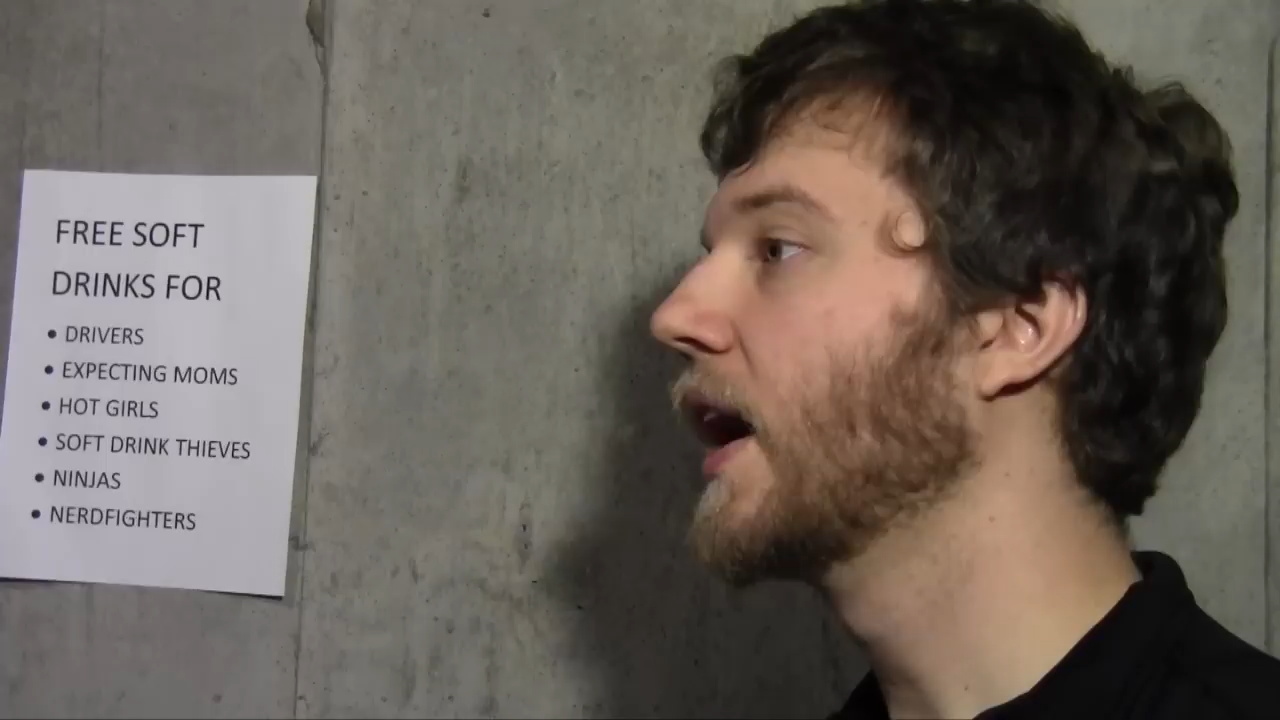 FREE SOFT
DRINKS FOR
• DRIVERS
• EXPECTING MOMS
• HOT GIRLS
• SOFT DRINK THIEVES
• NINJAS
• NERDFIGHTERS